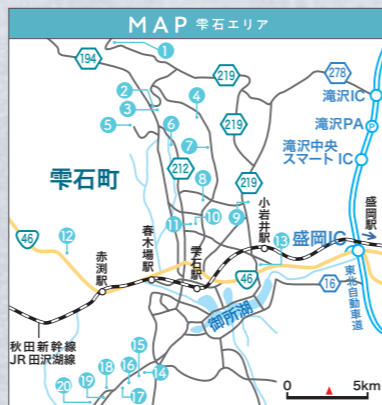 MAP 雫石エリア
1
194
219
278
2
3
4
滝沢IC
5
6
219
P
滝沢PA
7
滝沢中央
スマートIC
212
雫石町
8
219
9
10
11
小岩井駅
盛岡駅
46
12
13
盛岡IC
春木場駅
雫石駅
赤渕駅
46
16
東北自動車道
御所湖
秋田新幹線
JR田沢湖線
15
14
16
18
17
19
20
0
5km